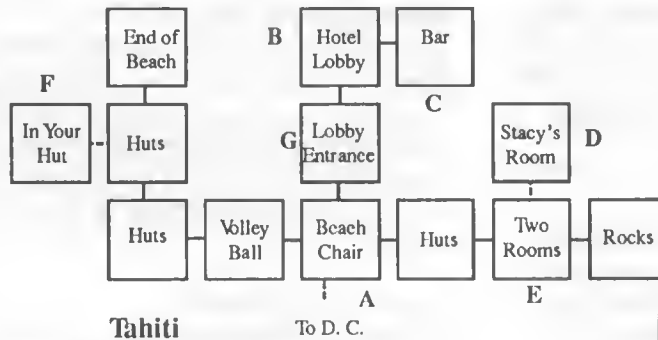 End of
Beach
B
Hotel
Lobby
Bar
F
C
In Your
Hut
Huts
G
Lobby
Entrance
Stacy's
Room
D
Huts
Volley
Ball
Beach
Chair
Huts
Two
Rooms
Rocks
A
E
Tahiti
To D. C.